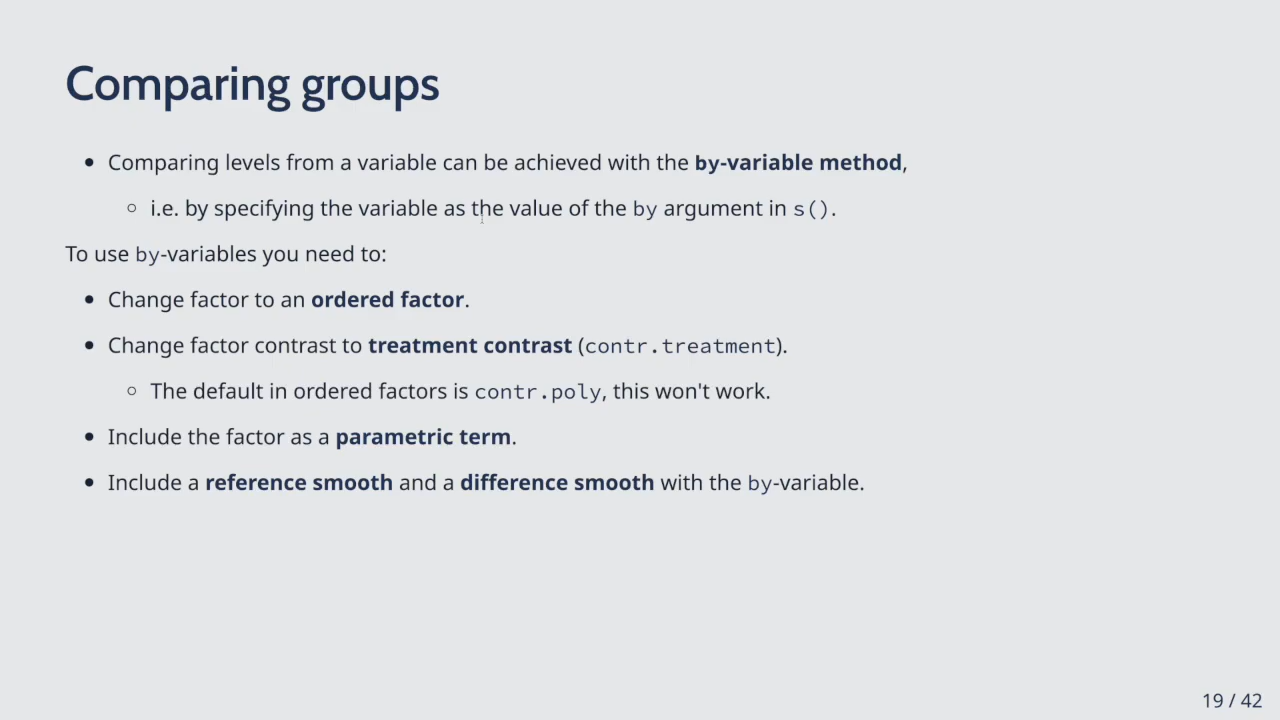 Comparing groups
Comparing levels from a variable can be achieved with the by-variable method,
i.e. by specifying the variable as the value of the by argument in s().
To use by-variables you need to:
Change factor to an ordered factor.
Change factor contrast to treatment contrast (contr.treatment).
The default in ordered factors is contr.poly, this won't work.
Include the factor as a parametric term.
Include a reference smooth and a difference smooth with the by-variable.
19 / 42